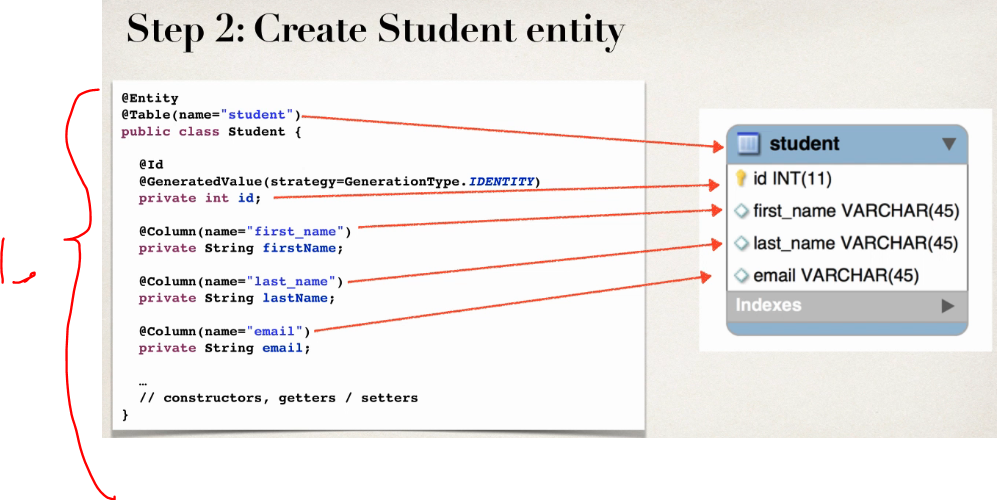 Step 2: Create Student entity
@Entity
@Table(name="student")
public class Student {
@Id
@GeneratedValue(strategy=GenerationType.IDENTITY)
private int id;
@Column(name="first_name")
private String firstName;
@Column(name="last_name")
private String lastName;
@Column(name="email")
private String email;
…
// constructors, getters / setters
}
student
id INT(11)
first_name VARCHAR(45)
last_name VARCHAR(45)
email VARCHAR(45)
Indexes